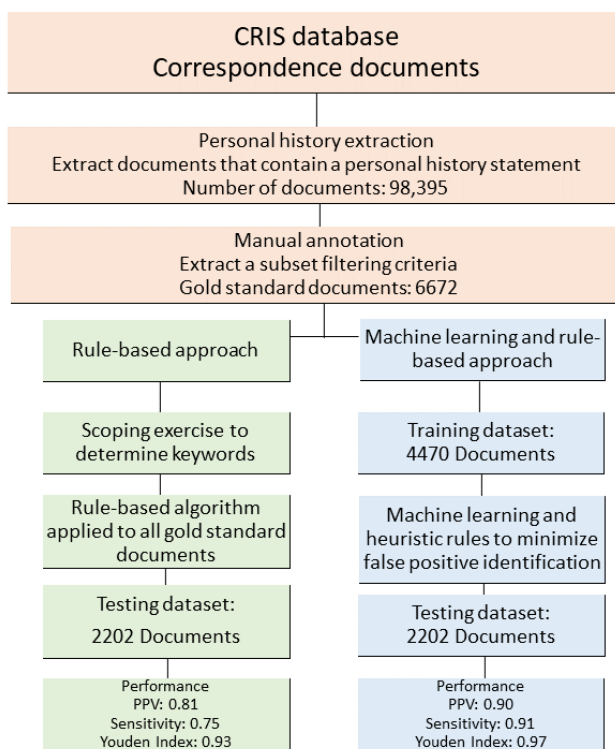 CRIS database
Correspondence documents
Personal history extraction
Extract documents that contain a personal history statement
Number of documents: 98,395
Manual annotation
Extract a subset filtering criteria
Gold standard documents: 6672
Rule-based approach
Scoping exercise to
determine keywords
Rule-based algorithm
applied to all gold standard
documents
Testing dataset:
2202 Documents
Performance
PPV: 0.81
Sensitivity: 0.75
Youden Index: 0.93
Machine learning and rule-
based approach
Training dataset:
4470 Documents
Machine learning and
heuristic rules to minimize
false positive identification
Testing dataset:
2202 Documents
Performance
PPV: 0.90
Sensitivity: 0.91
Youden Index: 0.97